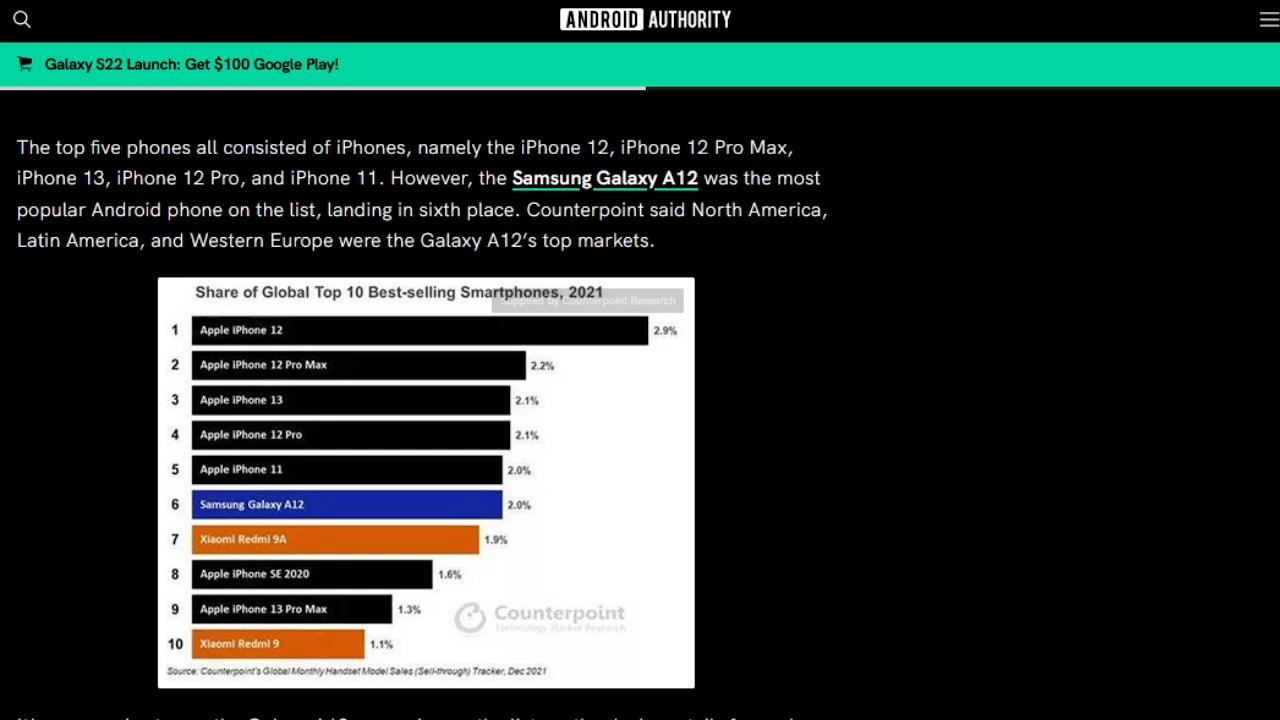 ANDROID AUTHORITY
Galaxy S22 Launch: Get $100 Google Play!
The top five phones all consisted of iPhones, namely the iPhone 12, iPhone 12 Pro Max,
iPhone 13, iPhone 12 Pro, and iPhone 11. However, the Samsung Galaxy A12 was the most
popular Android phone on the list, landing in sixth place. Counterpoint said North America,
Latin America, and Western Europe were the Galaxy A12's top markets.
Share of Global Top 10 Best-selling Smartphones, 2021
Supplied by Counterpoint Research
1 Apple iPhone 12 2.9%
2 Apple iPhone 12 Pro Max 2.2%
3 Apple iPhone 13 2.1%
4 Apple iPhone 12 Pro 2.1%
5 Apple iPhone 11 2.0%
6 Samsung Galaxy A12 2.0%
7 Xiaomi Redmi 9A 1.9%
8 Apple iPhone SE 2020 1.6%
9 Apple iPhone 13 Pro Max 1.3%
Counterpoint
Technology Market Research
10 Xiaomi Redmi 9 1.1%
Source: Counterpoint's Global Monthly Handset Model Sales (Sell-through) Tracker, Dec 2021